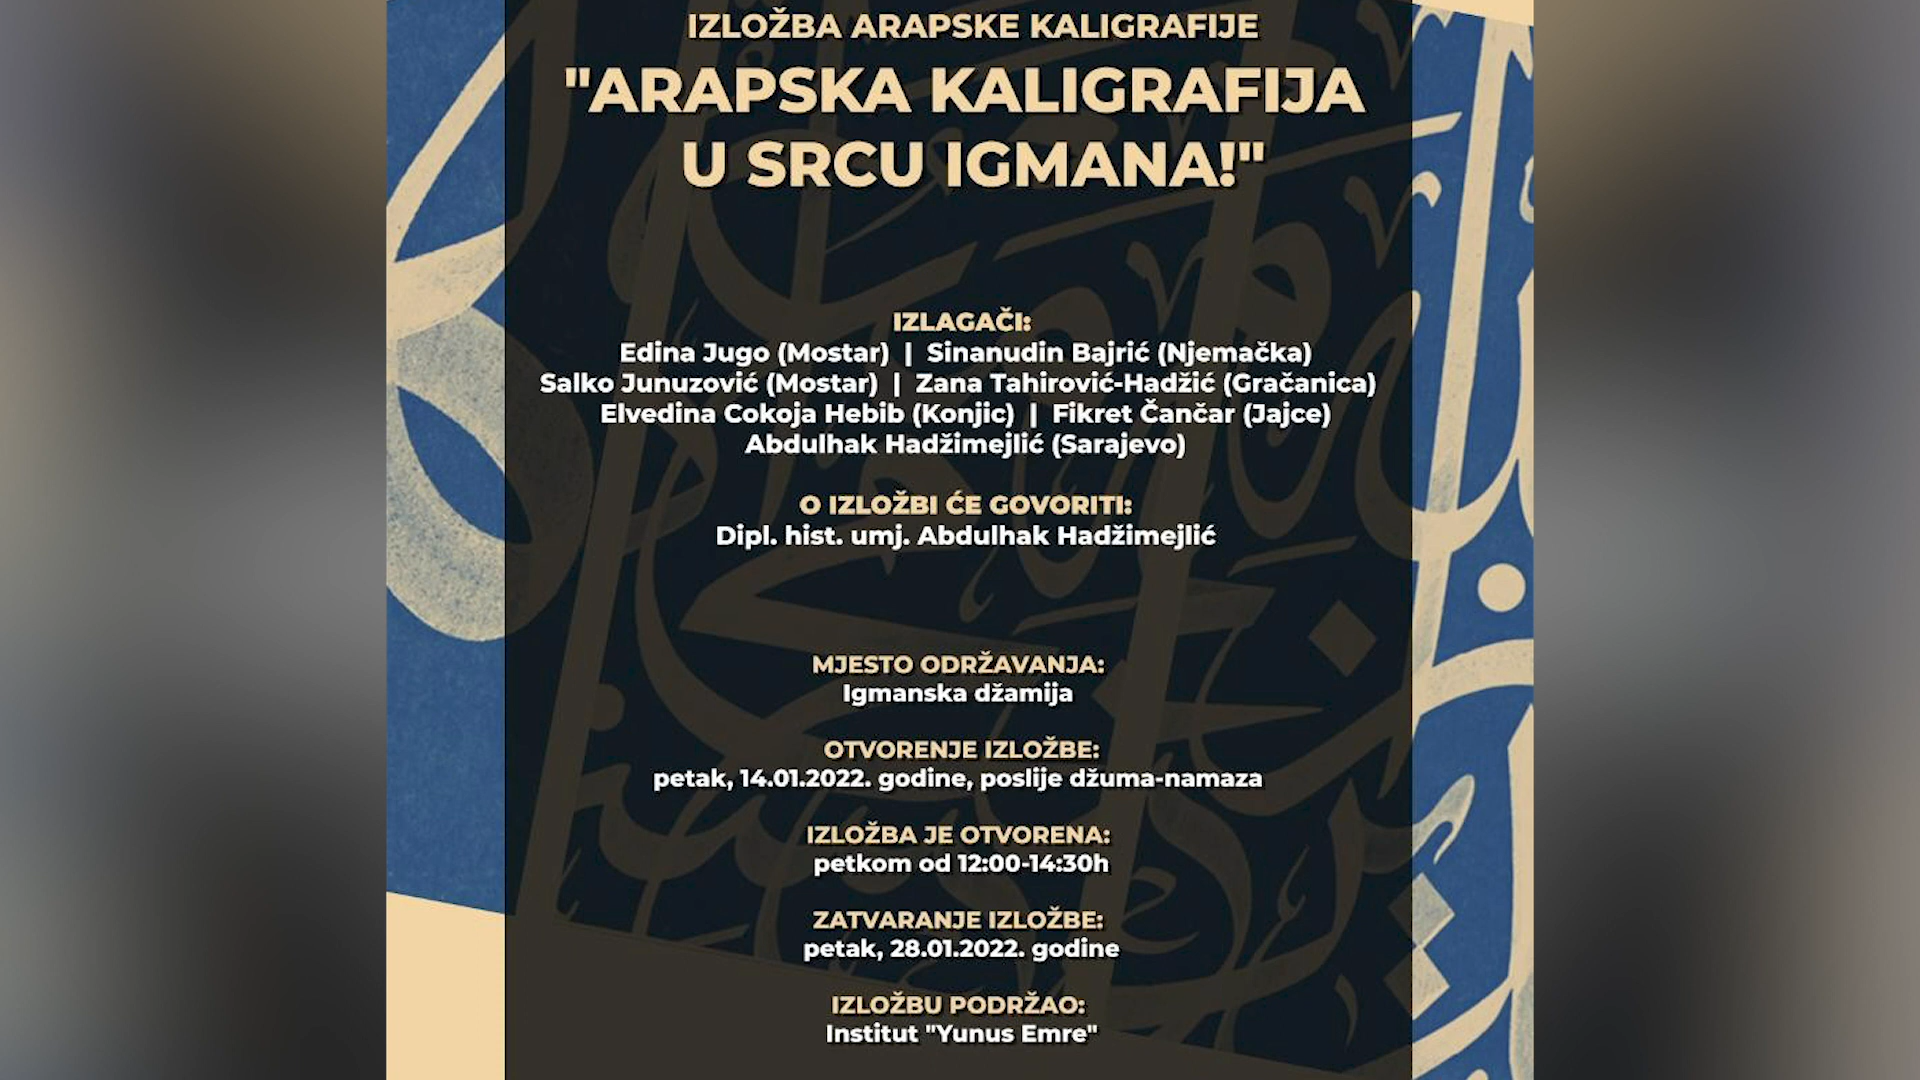 IZLOŽBA ARAPSKE KALIGRAFIJE
"ARAPSKA KALIGRAFIJA
U SRCU IGMANA!"
IZLAGAČI:
Edina Jugo (Mostar) | Sinanudin Bajrić (Njemačka)
Salko Junuzović (Mostar) | Zana Tahirović-Hadžić (Gračanica)
Elvedina Cokoja Hebib (Konjic) | Fikret Čančar (Jajce)
Abdulhak Hadžimejlić (Sarajevo)
O IZLOŽBI ĆE GOVORITI:
Dipl. hist. umj. Abdulhak Hadžimejlić
MJESTO ODRŽAVANJA:
Igmanska džamija
OTVORENJE IZLOŽBE:
petak, 14.01.2022. godine, poslije džuma-namaza
IZLOŽBA JE OTVORENA:
petkom od 12:00-14:30h
ZATVARANJE IZLOŽBE:
petak, 28.01.2022. godine
IZLOŽBU PODRŽAO:
Institut "Yunus Emre"